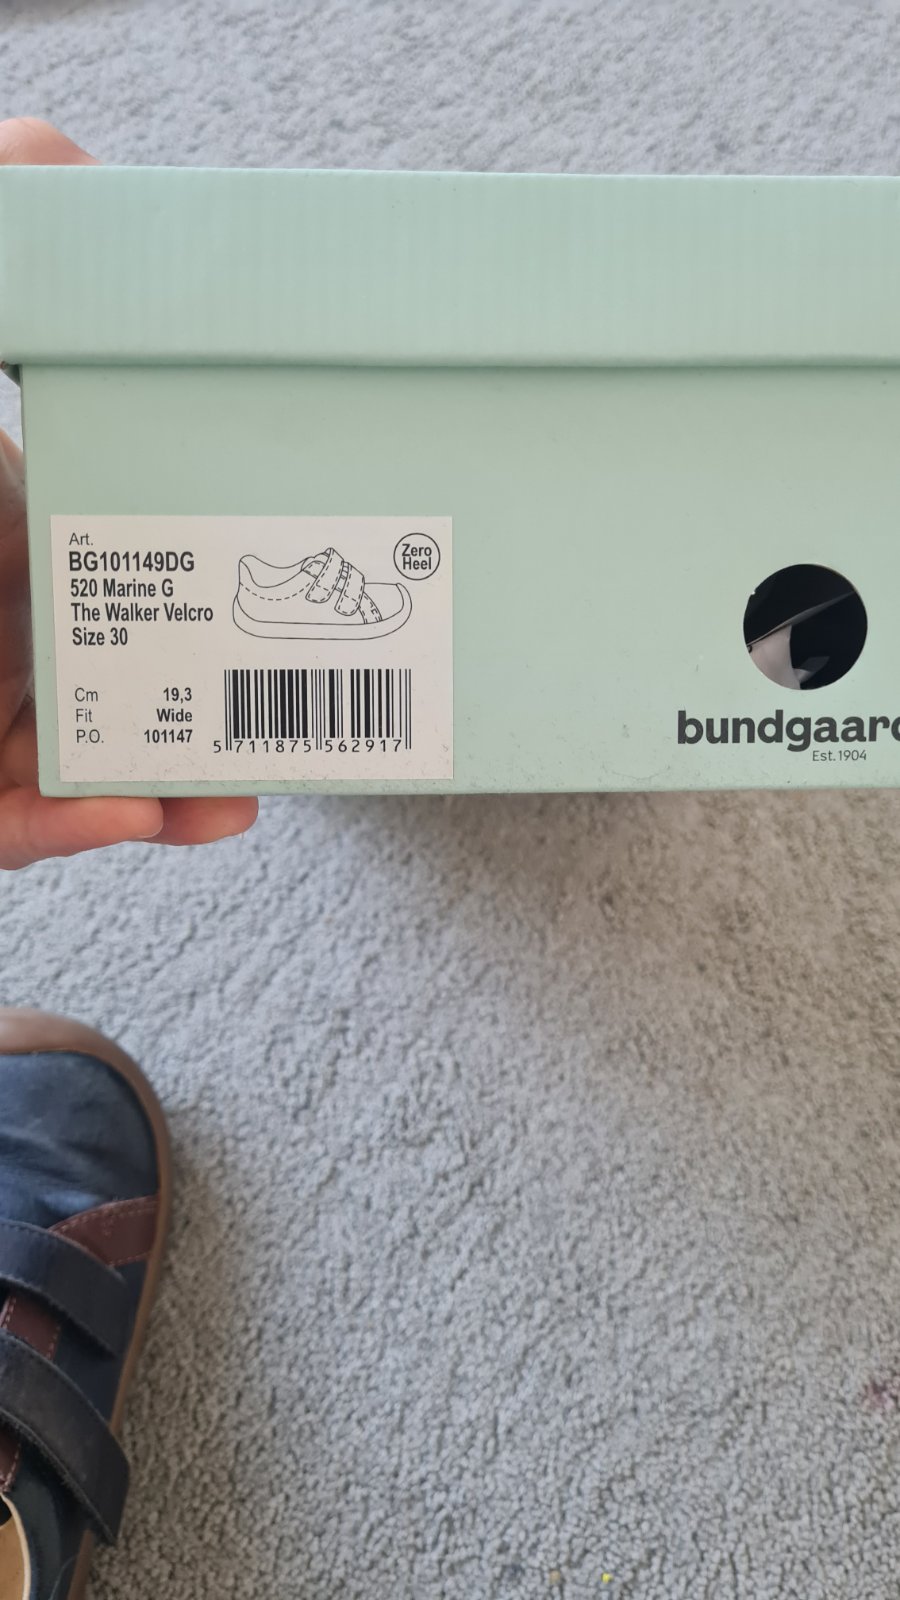 Art.
BG101149DG
520 Marine G
The Walker Velcro
Size 30
Zero
Heel
Cm 19,3
Fit Wide
P.O. 101147
5 711875 562917
bundgaard
Est.1904